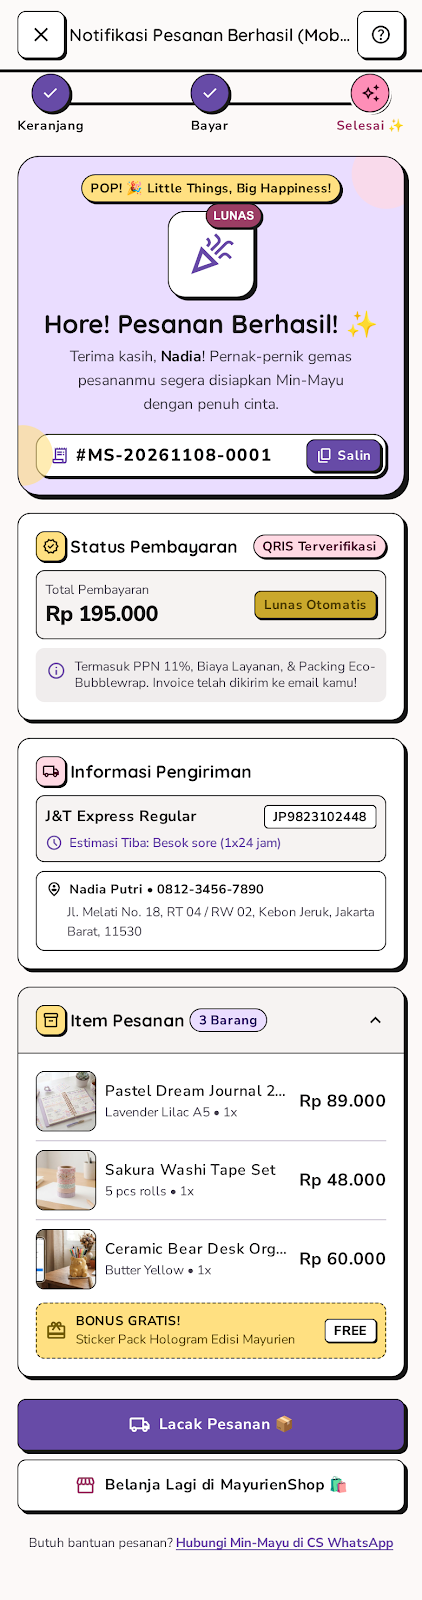 Notifikasi Pesanan Berhasil (Mob...
Keranjang
Bayar
Selesai ✨
POP! 🎉 Little Things, Big Happiness!
LUNAS
Hore! Pesanan Berhasil! ✨
Terima kasih, Nadia! Pernak-pernik gemas
pesananmu segera disiapkan Min-Mayu
dengan penuh cinta.
#MS-20261108-0001
Salin
Status Pembayaran
QRIS Terverifikasi
Total Pembayaran
Rp 195.000
Lunas Otomatis
Termasuk PPN 11%, Biaya Layanan, & Packing Eco-
Bubblewrap. Invoice telah dikirim ke email kamu!
Informasi Pengiriman
J&T Express Regular
JP9823102448
Estimasi Tiba: Besok sore (1x24 jam)
Nadia Putri • 0812-3456-7890
Jl. Melati No. 18, RT 04 / RW 02, Kebon Jeruk, Jakarta
Barat, 11530
Item Pesanan
3 Barang
Pastel Dream Journal 2...
Lavender Lilac A5 • 1x
Rp 89.000
Sakura Washi Tape Set
5 pcs rolls • 1x
Rp 48.000
Ceramic Bear Desk Org...
Butter Yellow • 1x
Rp 60.000
BONUS GRATIS!
Sticker Pack Hologram Edisi Mayurien
FREE
Lacak Pesanan 📦
Belanja Lagi di MayurienShop 🛍️
Butuh bantuan pesanan? Hubungi Min-Mayu di CS WhatsApp